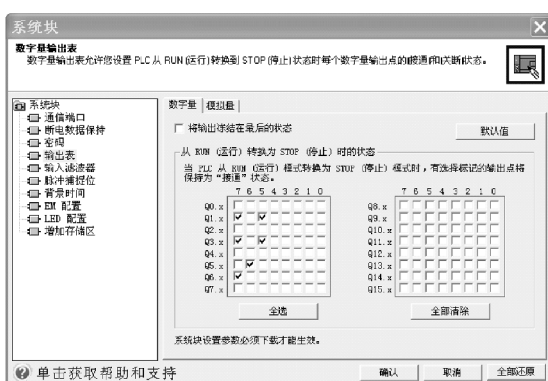 系统块
数字量输出表
数字量输出表允许您设置 PLC 从 RUN (运行) 转换到 STOP (停止) 状态时每个数字量输出点的接通和关断状态。
系统块
通信端口
断电数据保持
密码
输出表
输入滤波器
脉冲捕捉位
背景时间
EM 配置
LED 配置
增加存储区
数字量 模拟量
将输出冻结在最后的状态
默认值
从 RUN (运行) 转换为 STOP (停止) 时的状态
当 PLC 从 RUN (运行) 模式转换为 STOP (停止) 模式时，有选择标记的输出点将
保持为 "接通" 状态。
7 6 5 4 3 2 1 0 7 6 5 4 3 2 1 0
Q0.x Q8.x
Q1.x Q9.x
Q2.x Q10.x
Q3.x Q11.x
Q4.x Q12.x
Q5.x Q13.x
Q6.x Q14.x
Q7.x Q15.x
全选 全部清除
系统块设置参数必须下载才能生效。
单击获取帮助和支持 确认 取消 全部还原